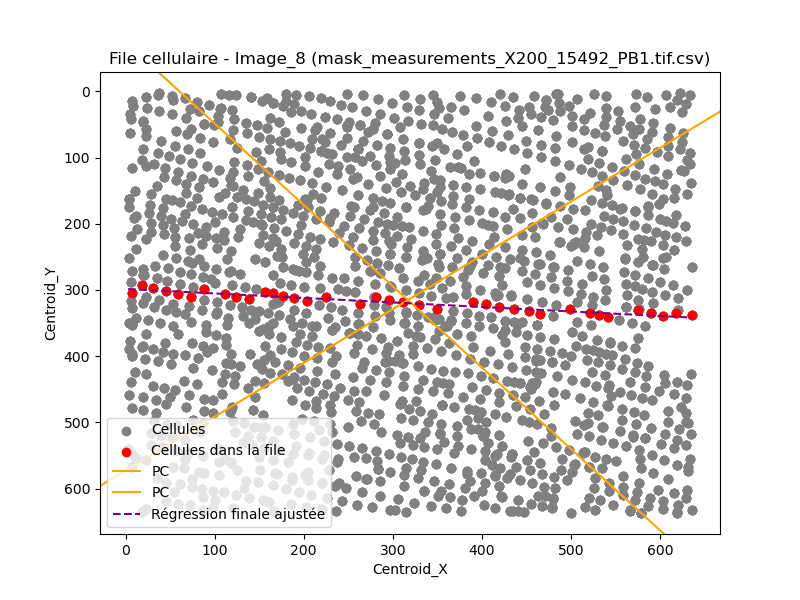 File cellulaire - Image_8 (mask_measurements_X200_15492_PB1.tif.csv)
0
100
200
300
400
500
600
Centroid_Y
Cellules
Cellules dans la file
PC
PC
Régression finale ajustée
0 100 200 300 400 500 600
Centroid_X